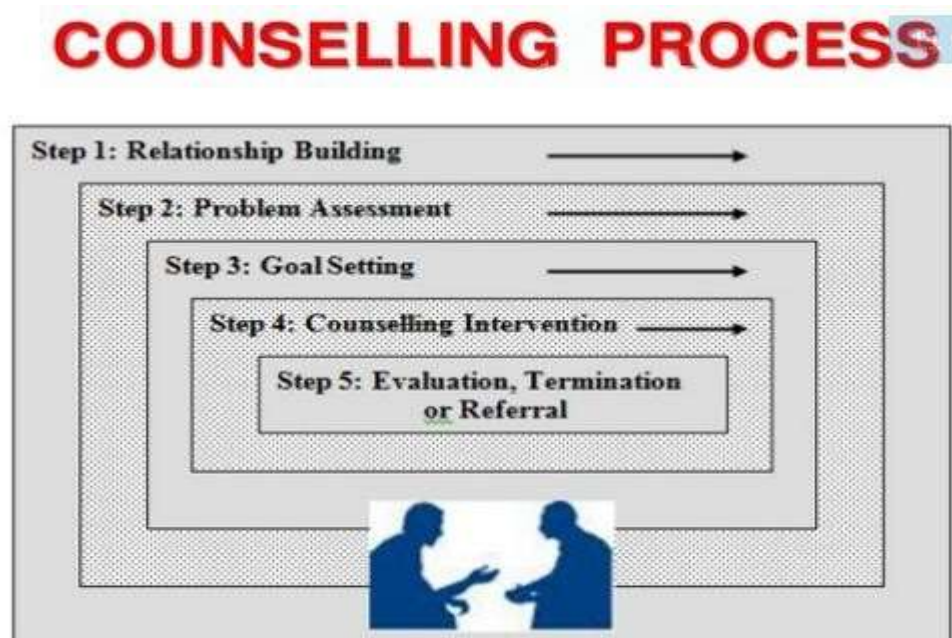 COUNSELLING PROCESS
Step 1: Relationship Building
Step 2: Problem Assessment
Step 3: Goal Setting
Step 4: Counselling Intervention
Step 5: Evaluation, Termination
or Referral